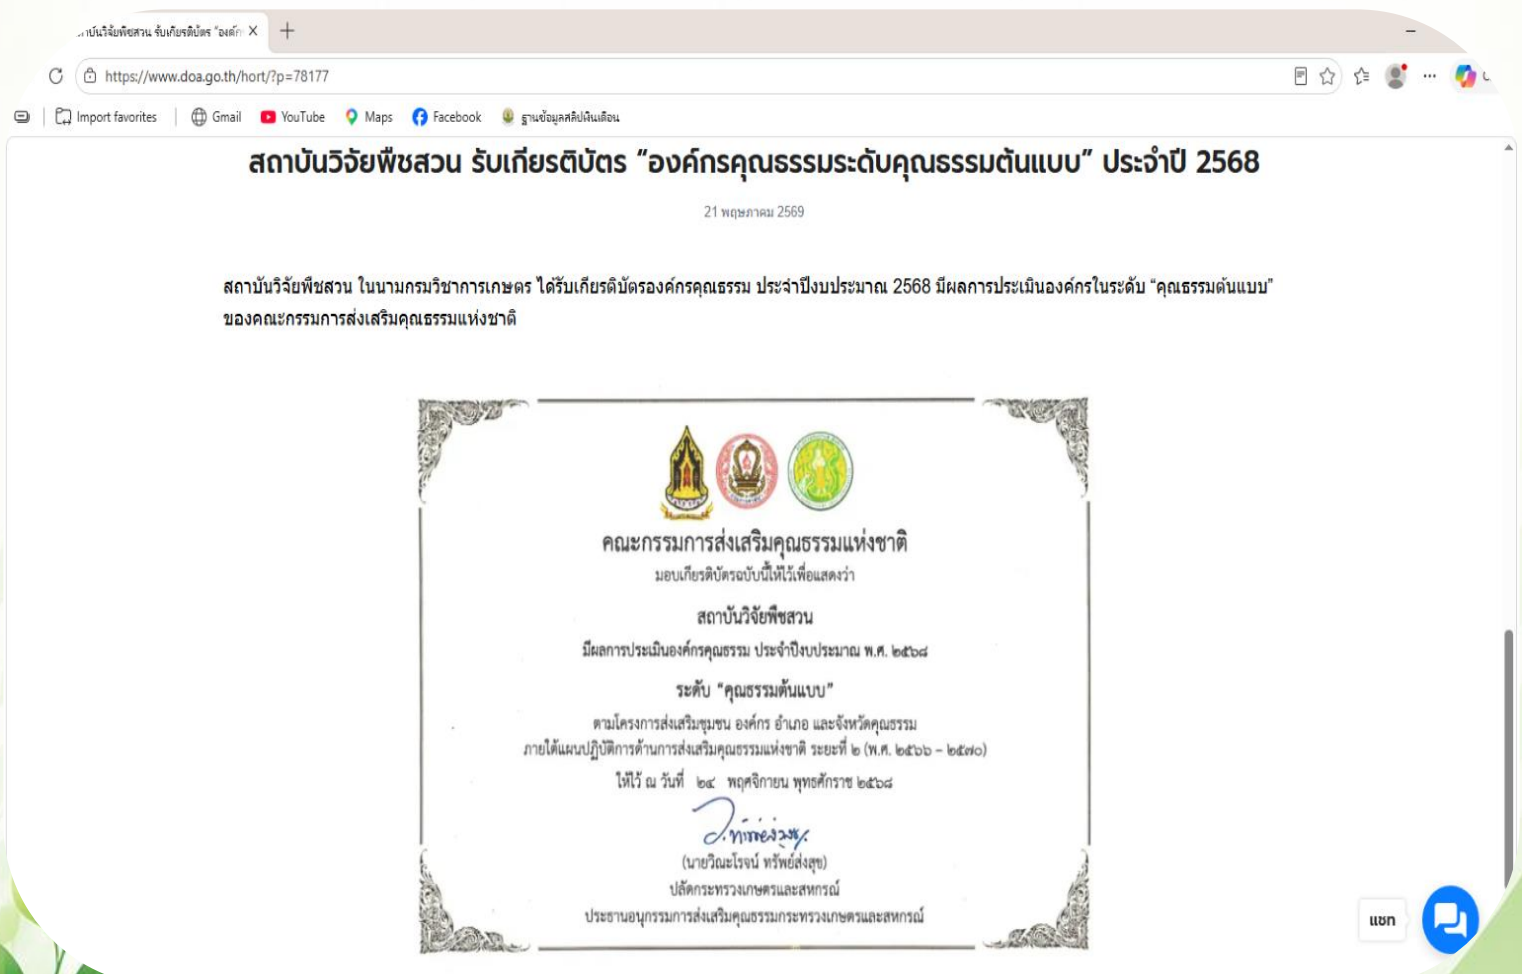 าบันวิจัยพืชสวน รับเกียรติบัตร “องค์ก
https://www.doa.go.th/hort/?p=78177
Import favorites
Gmail
YouTube
Maps
Facebook
ฐานข้อมูลสลิปเงินเดือน
สถาบันวิจัยพืชสวน รับเกียรติบัตร “องค์กรคุณธรรมระดับคุณธรรมต้นแบบ” ประจำปี 2568
21 พฤษภาคม 2569
สถาบันวิจัยพืชสวน ในนามกรมวิชาการเกษตร ได้รับเกียรติบัตรองค์กรคุณธรรม ประจำปีงบประมาณ 2568 มีผลการประเมินองค์กรในระดับ “คุณธรรมต้นแบบ”
ของคณะกรรมการส่งเสริมคุณธรรมแห่งชาติ
คณะกรรมการส่งเสริมคุณธรรมแห่งชาติ
มอบเกียรติบัตรฉบับนี้ให้ไว้เพื่อแสดงว่า
สถาบันวิจัยพืชสวน
มีผลการประเมินองค์กรคุณธรรม ประจำปีงบประมาณ พ.ศ. ๒๕๖๘
ระดับ “คุณธรรมต้นแบบ”
ตามโครงการส่งเสริมชุมชน องค์กร อำเภอ และจังหวัดคุณธรรม
ภายใต้แผนปฏิบัติการด้านการส่งเสริมคุณธรรมแห่งชาติ ระยะที่ ๒ (พ.ศ. ๒๕๖๖ – ๒๕๗๐)
ให้ไว้ ณ วันที่ ๒๔ พฤศจิกายน พุทธศักราช ๒๕๖๘
(นายวิณะโรจน์ ทรัพย์ส่งสุข)
ปลัดกระทรวงเกษตรและสหกรณ์
ประธานอนุกรรมการส่งเสริมคุณธรรมกระทรวงเกษตรและสหกรณ์
แชท